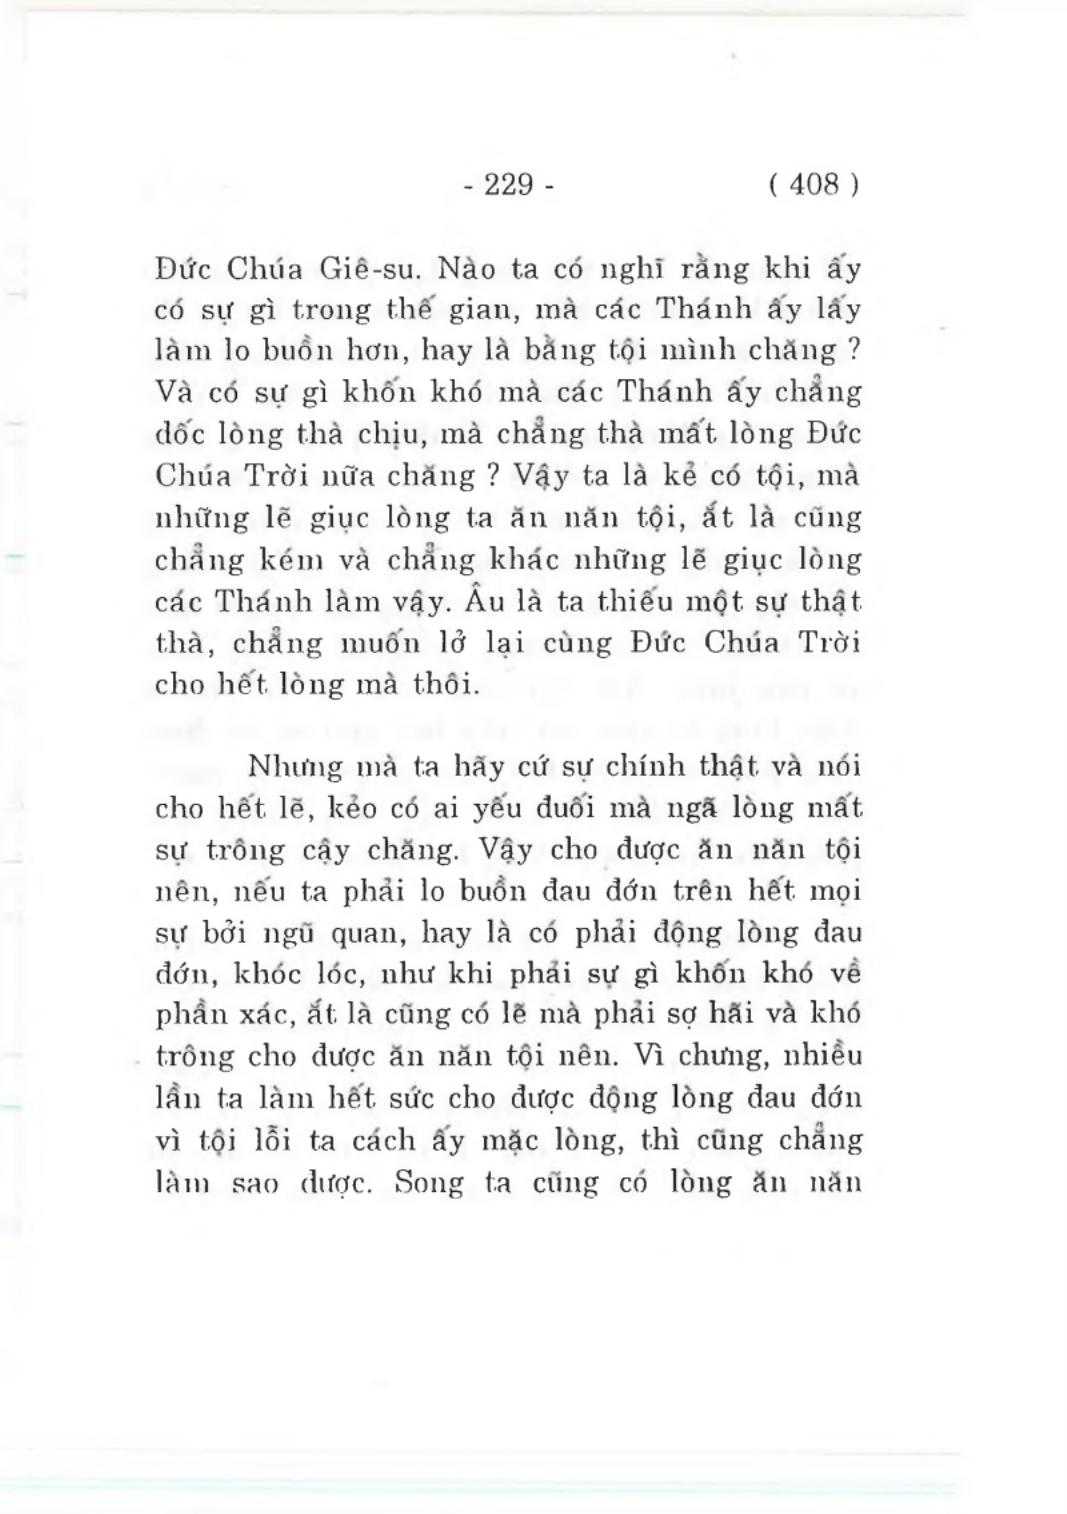 - 229 - ( 408 )
Đức Chúa Giê-su. Nào ta có nghĩ rằng khi ấy
có sự gì trong thế gian, mà các Thánh ấy lấy
làm lo buồn hơn, hay là bằng tội mình chăng ?
Và có sự gì khốn khó mà các Thánh ấy chẳng
dốc lòng thà chịu, mà chẳng thà mất lòng Đức
Chúa Trời nữa chăng ? Vậy ta là kẻ có tội, mà
những lẽ giục lòng ta ăn năn tội, ắt là cũng
chẳng kém và chẳng khác những lẽ giục lòng
các Thánh làm vậy. Âu là ta thiếu một sự thật
thà, chẳng muốn lở lại cùng Đức Chúa Trời
cho hết lòng mà thôi.
Nhưng mà ta hãy cứ sự chính thật và nói
cho hết lẽ, kẻo có ai yếu đuối mà ngã lòng mất
sự trông cậy chăng. Vậy cho được ăn năn tội
nên, nếu ta phải lo buồn đau đớn trên hết mọi
sự bởi ngũ quan, hay là có phải động lòng đau
đớn, khóc lóc, như khi phải sự gì khốn khó về
phần xác, ắt là cũng có lẽ mà phải sợ hãi và khó
trông cho được ăn năn tội nên. Vì chưng, nhiều
lần ta làm hết sức cho được động lòng đau đớn
vì tội lỗi ta cách ấy mặc lòng, thì cũng chẳng
làm sao được. Song ta cũng có lòng ăn năn